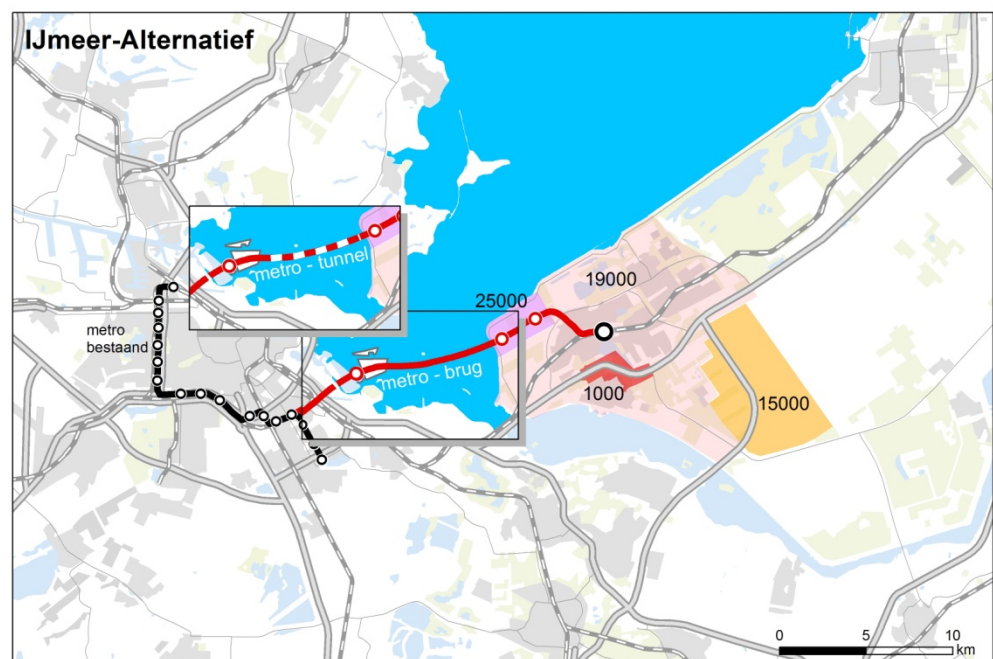 IJmeer-Alternatief
metro - tunnel
19000
25000
metro
bestaand
metro - brug
1000
15000
0 5 10
km